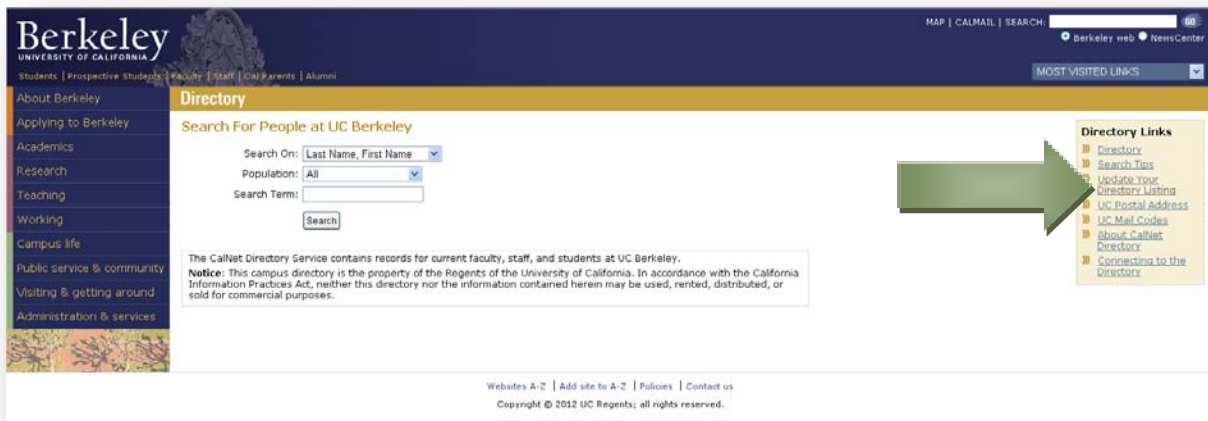 Berkeley
UNIVERSITY OF CALIFORNIA
MAP | CALMAIL | SEARCH: GO
Berkeley web NewsCenter
Students | Prospective Students | Faculty | Staff | Cal Parents | Alumni
MOST VISITED LINKS
About Berkeley
Applying to Berkeley
Academics
Research
Teaching
Working
Campus life
Public service & community
Visiting & getting around
Administration & services
Directory
Search For People at UC Berkeley
Search On: Last Name, First Name
Population: All
Search Term:
Search
The CalNet Directory Service contains records for current faculty, staff, and students at UC Berkeley.
Notice: This campus directory is the property of the Regents of the University of California. In accordance with the California
Information Practices Act, neither this directory nor the information contained herein may be used, rented, distributed, or
sold for commercial purposes.
Directory Links
Directory
Search Tips
Update Your
Directory Listing
UC Postal Address
UC Mail Codes
About CalNet
Directory
Connecting to the
Directory
Websites A-Z | Add site to A-Z | Policies | Contact us
Copyright © 2012 UC Regents; all rights reserved.